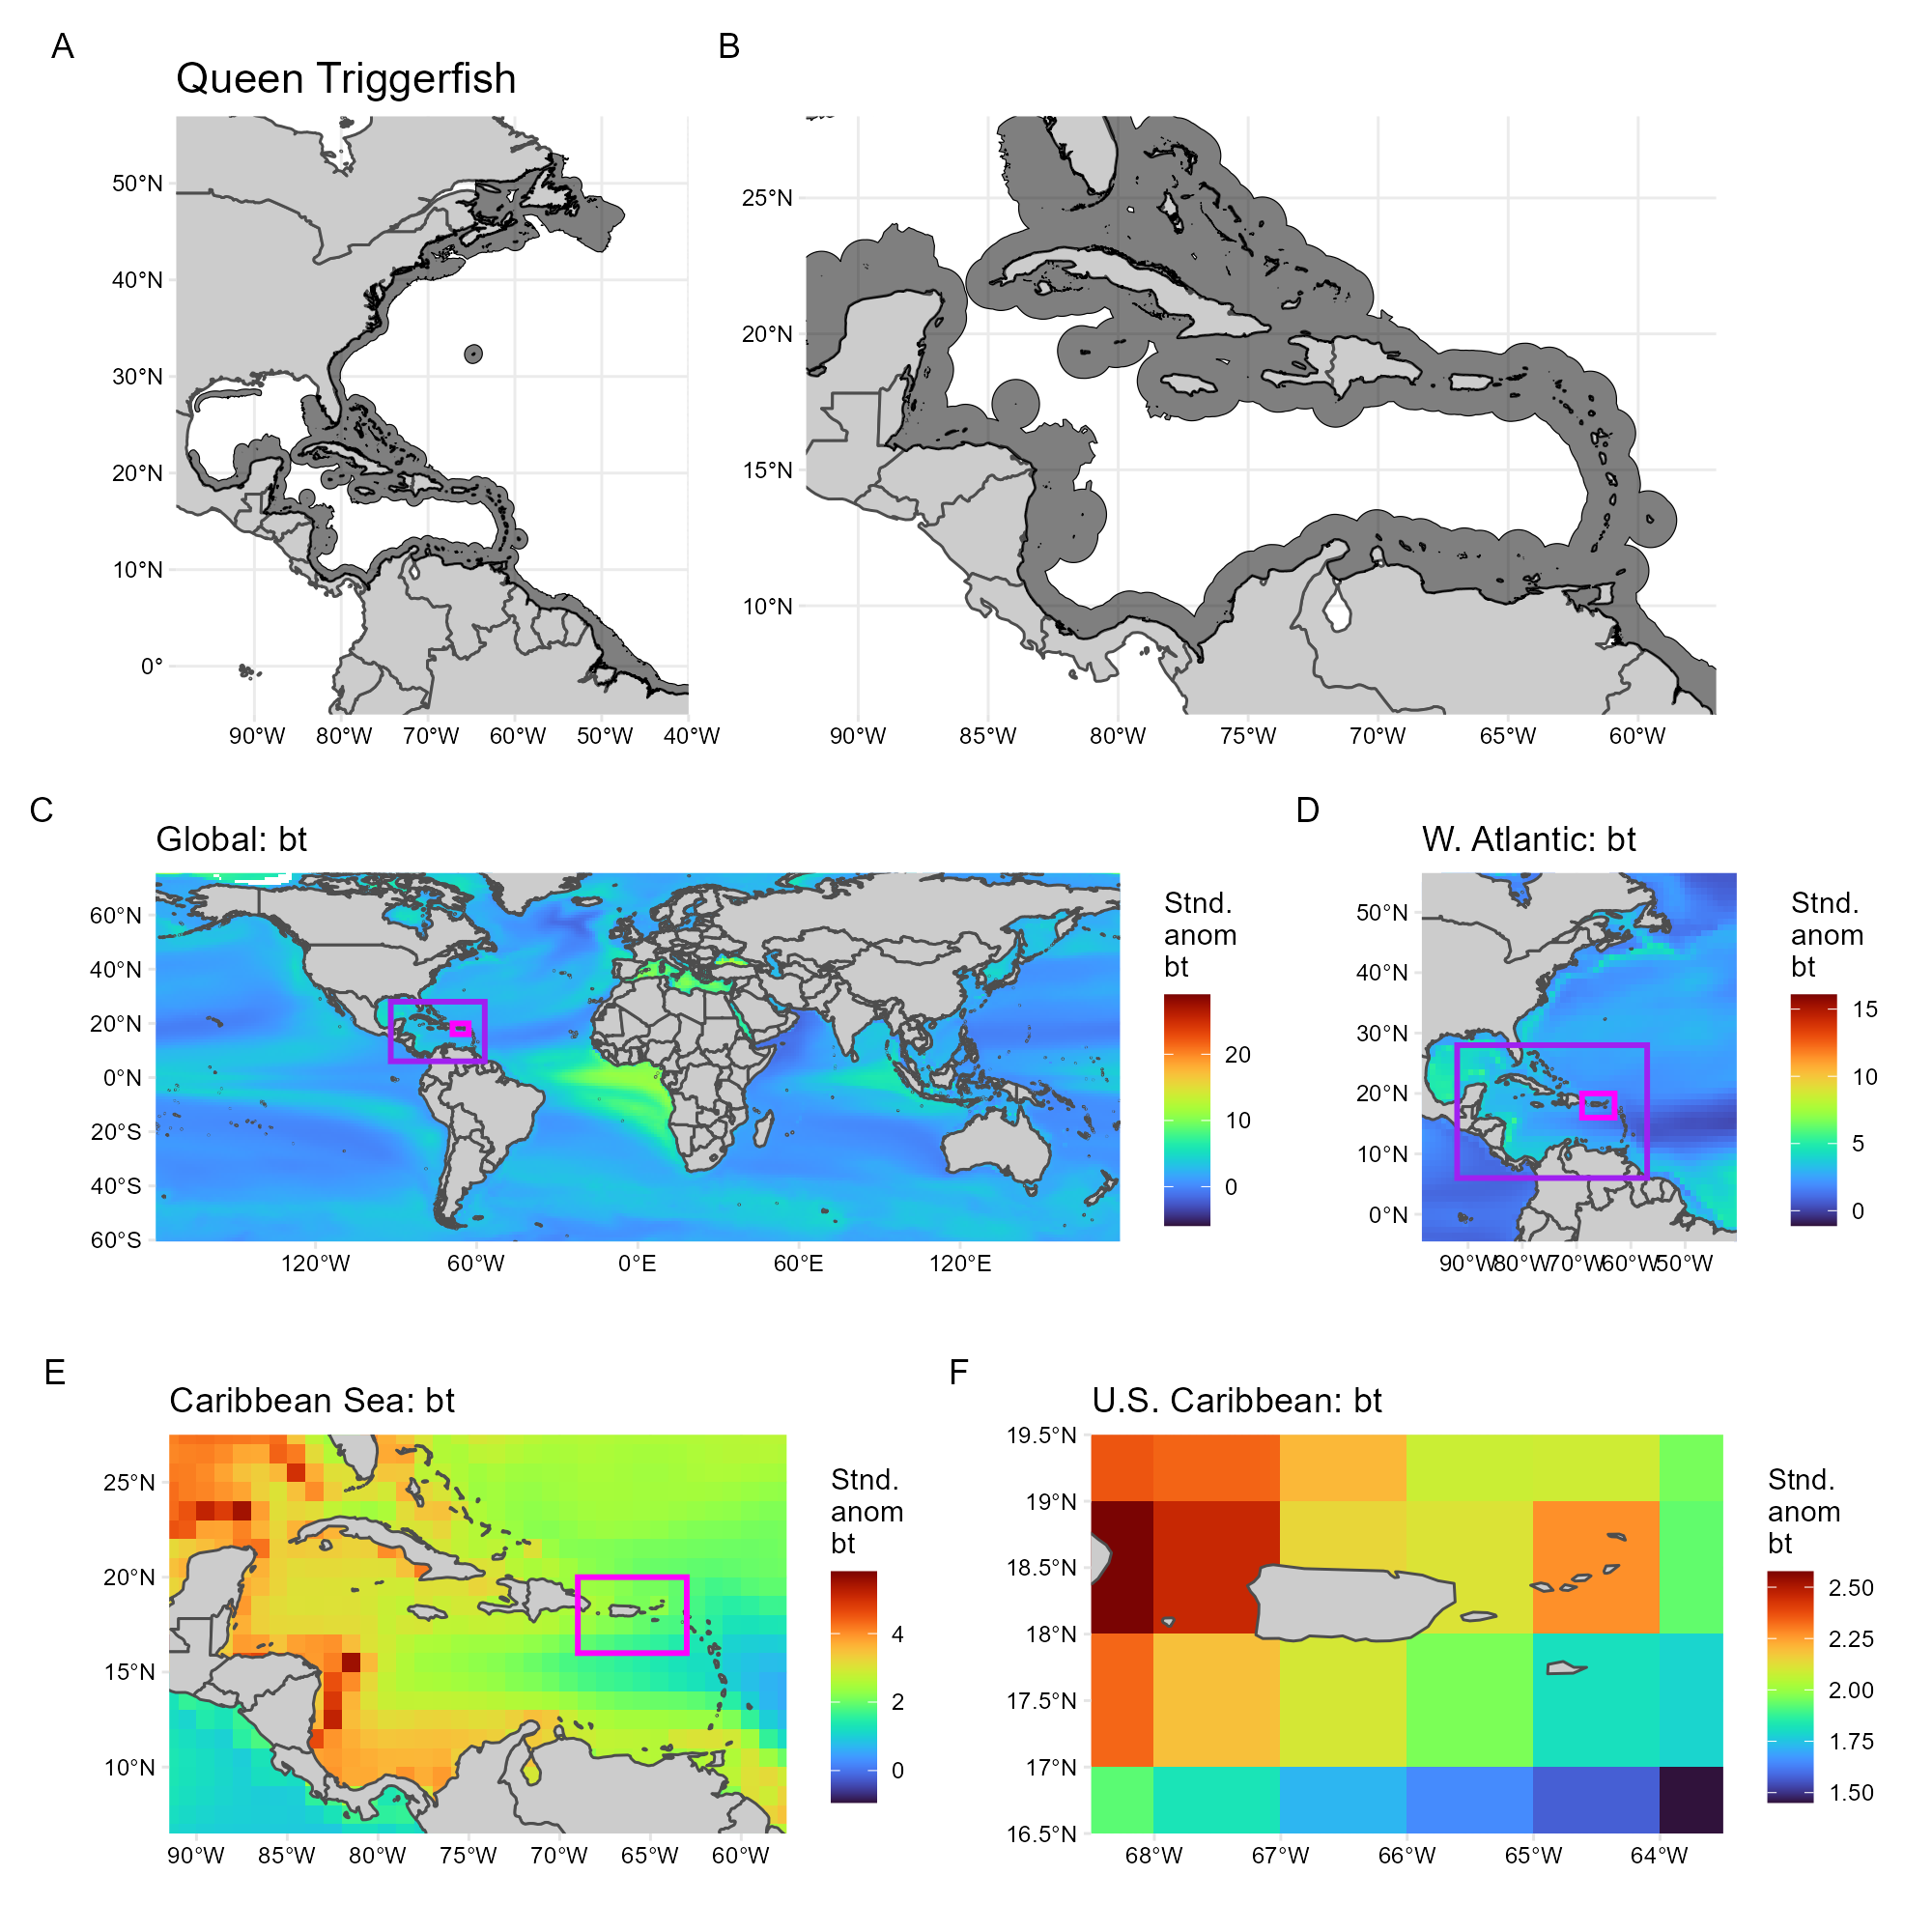 A
Queen Triggerfish
50°N
40°N
30°N
20°N
10°N
0°
90°W 80°W 70°W 60°W 50°W 40°W
B
25°N
20°N
15°N
10°N
90°W 85°W 80°W 75°W 70°W 65°W 60°W
C
Global: bt
60°N
40°N
20°N
0°N
20°S
40°S
60°S
120°W 60°W 0°E 60°E 120°E
Stnd.
anom
bt
20
10
0
D
W. Atlantic: bt
50°N
40°N
30°N
20°N
10°N
0°N
90°W 80°W 70°W 60°W 50°W
Stnd.
anom
bt
15
10
5
0
E
Caribbean Sea: bt
25°N
20°N
15°N
10°N
90°W 85°W 80°W 75°W 70°W 65°W 60°W
Stnd.
anom
bt
4
2
0
F
U.S. Caribbean: bt
19.5°N
19°N
18.5°N
18°N
17.5°N
17°N
16.5°N
68°W 67°W 66°W 65°W 64°W
Stnd.
anom
bt
2.50
2.25
2.00
1.75
1.50